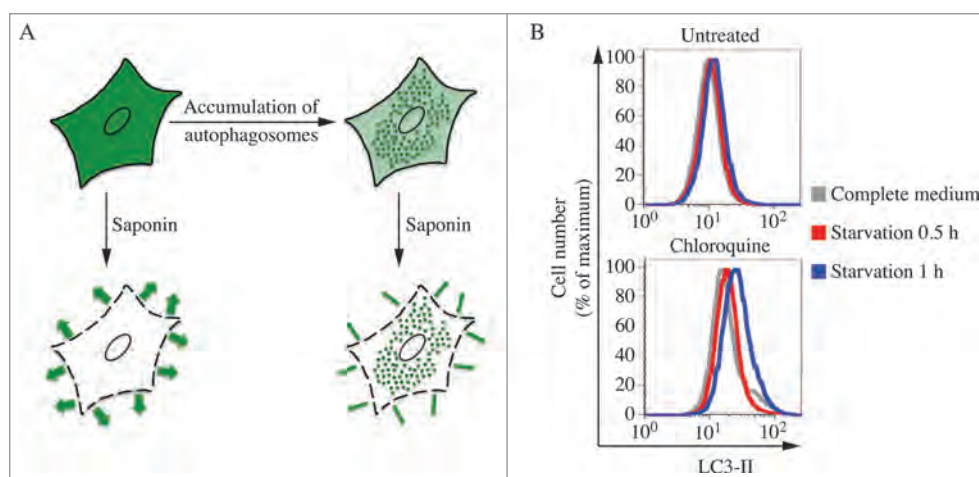 A
Accumulation of
autophagosomes
Saponin
Saponin
B
Untreated
100
80
60
40
20
0
10⁰
10¹
10²
Chloroquine
100
80
60
40
20
0
10⁰
10¹
10²
Cell number
(% of maximum)
LC3-II
Complete medium
Starvation 0.5 h
Starvation 1 h